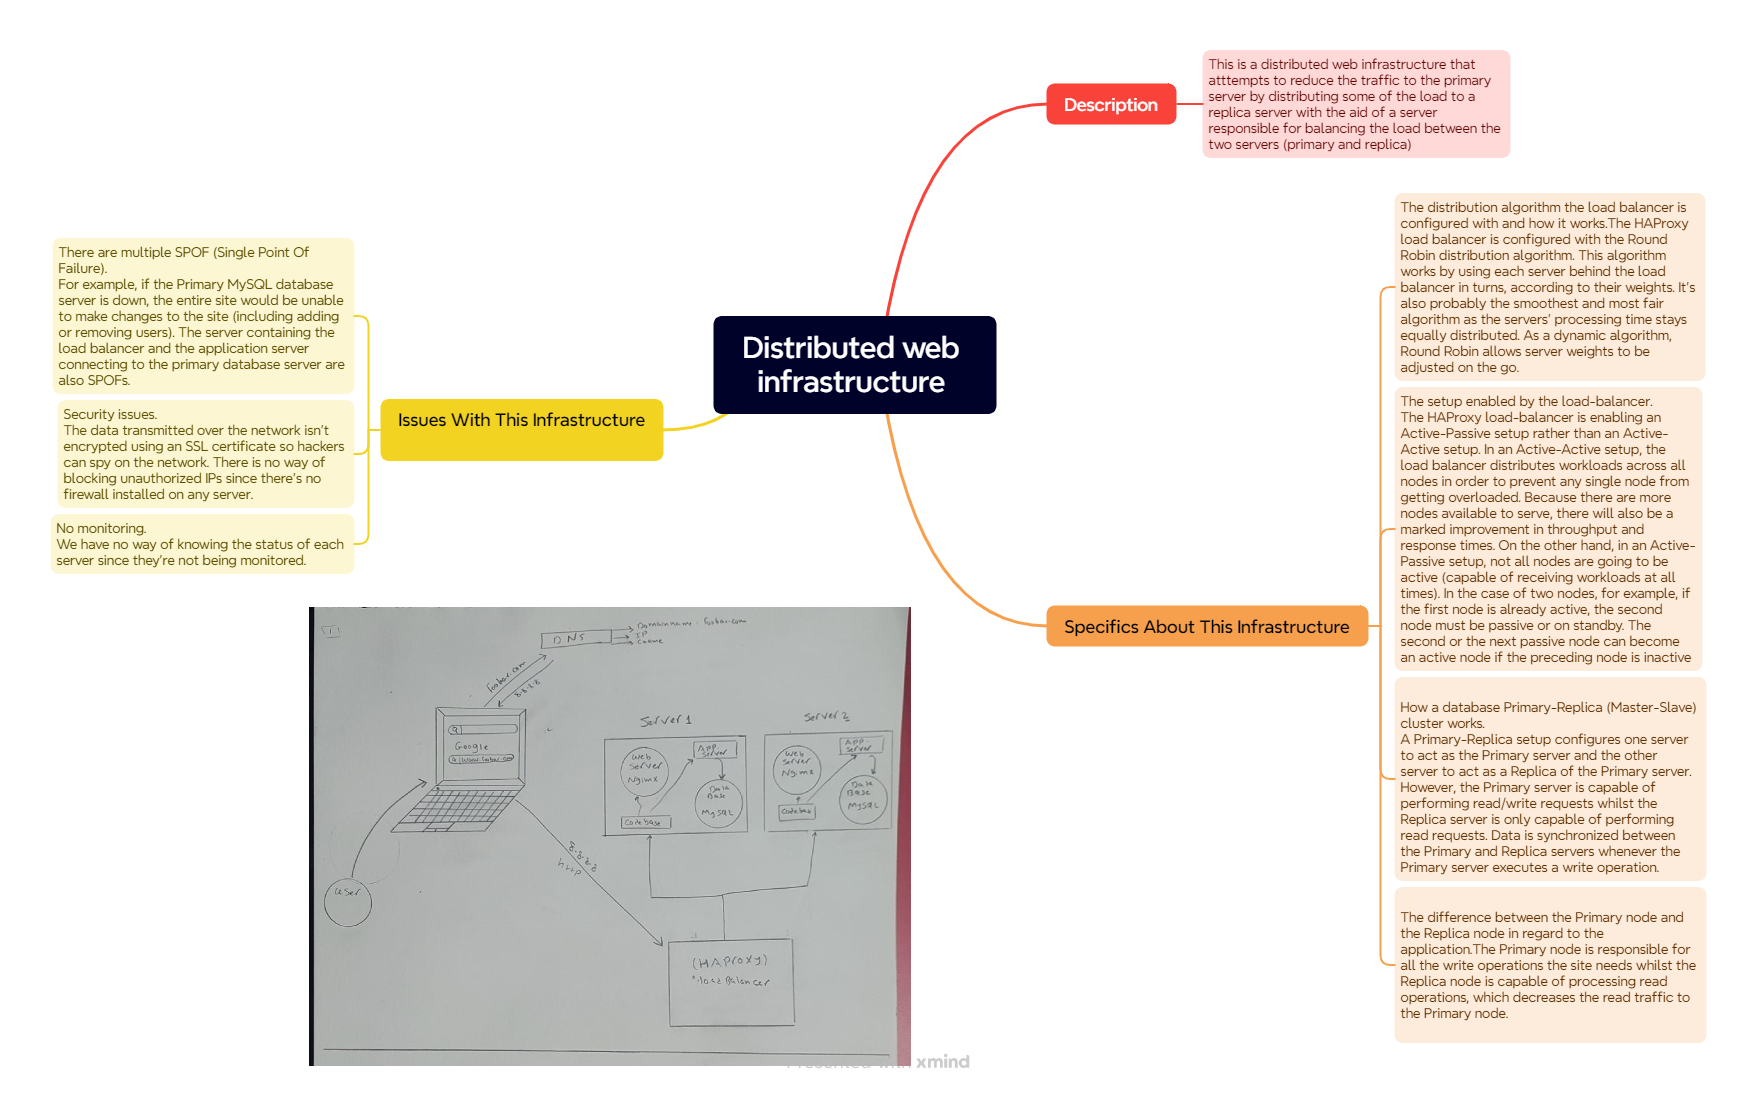 Distributed web
infrastructure
Description
This is a distributed web infrastructure that
atttempts to reduce the traffic to the primary
server by distributing some of the load to a
replica server with the aid of a server
responsible for balancing the load between the
two servers (primary and replica)
Specifics About This Infrastructure
The distribution algorithm the load balancer is
configured with and how it works.The HAProxy
load balancer is configured with the Round
Robin distribution algorithm. This algorithm
works by using each server behind the load
balancer in turns, according to their weights. It's
also probably the smoothest and most fair
algorithm as the servers' processing time stays
equally distributed. As a dynamic algorithm,
Round Robin allows server weights to be
adjusted on the go.
The setup enabled by the load-balancer.
The HAProxy load-balancer is enabling an
Active-Passive setup rather than an Active-
Active setup. In an Active-Active setup, the
load balancer distributes workloads across all
nodes in order to prevent any single node from
getting overloaded. Because there are more
nodes available to serve, there will also be a
marked improvement in throughput and
response times. On the other hand, in an Active-
Passive setup, not all nodes are going to be
active (capable of receiving workloads at all
times). In the case of two nodes, for example, if
the first node is already active, the second
node must be passive or on standby. The
second or the next passive node can become
an active node if the preceding node is inactive
How a database Primary-Replica (Master-Slave)
cluster works.
A Primary-Replica setup configures one server
to act as the Primary server and the other
server to act as a Replica of the Primary server.
However, the Primary server is capable of
performing read/write requests whilst the
Replica server is only capable of performing
read requests. Data is synchronized between
the Primary and Replica servers whenever the
Primary server executes a write operation.
The difference between the Primary node and
the Replica node in regard to the
application.The Primary node is responsible for
all the write operations the site needs whilst the
Replica node is capable of processing read
operations, which decreases the read traffic to
the Primary node.
Issues With This Infrastructure
There are multiple SPOF (Single Point Of
Failure).
For example, if the Primary MySQL database
server is down, the entire site would be unable
to make changes to the site (including adding
or removing users). The server containing the
load balancer and the application server
connecting to the primary database server are
also SPOFs.
Security issues.
The data transmitted over the network isn't
encrypted using an SSL certificate so hackers
can spy on the network. There is no way of
blocking unauthorized IPs since there's no
firewall installed on any server.
No monitoring.
We have no way of knowing the status of each
server since they're not being monitored.
DNS
Domain name - foobar.com
IP
Cname
foobar.com
8.8.8.8
Google
www.foobar.com
user
8.8.8.8
http
Server 1
Web
Server
Nginx
App
Server
Data
Base
MySQL
Codebase
Server 2
Web
Server
Nginx
App
Server
Data
Base
MySQL
Codebase
(HAProxy)
load Balancer
xmind